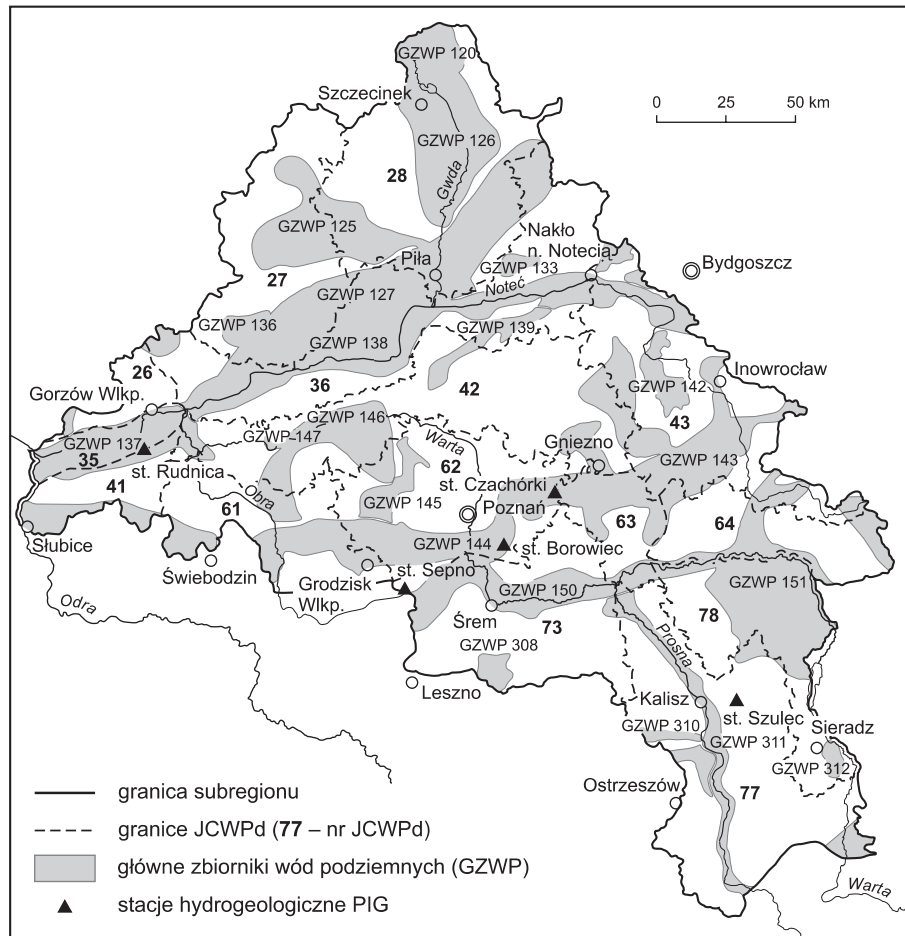 GZWP 120
Szczecinek
0 25 50 km
GZWP 126
28
Gwda
GZWP 125
Nakło
n. Notecią
Bydgoszcz
Piła
GZWP 133
27
Noteć
GZWP 127
GZWP 136
GZWP 139
GZWP 138
26
36
42
Inowrocław
GZWP 142
Gorzów Wlkp.
43
GZWP 146
GZWP 137
GZWP 147
Warta
Gniezno
GZWP 143
35
st. Rudnica
62
st. Czachórki
41
Obra
GZWP 145
Poznań
61
63
64
Słubice
GZWP 144
st. Borowiec
Świebodzin
st. Sepno
Grodzisk
Wlkp.
GZWP 150
GZWP 151
Odra
Śrem
73
78
GZWP 308
Prosna
Leszno
Kalisz
st. Szulec
GZWP 310
Sieradz
GZWP 311
GZWP 312
Ostrzeszów
77
Warta
granica subregionu
granice JCWPd (77 – nr JCWPd)
główne zbiorniki wód podziemnych (GZWP)
stacje hydrogeologiczne PIG